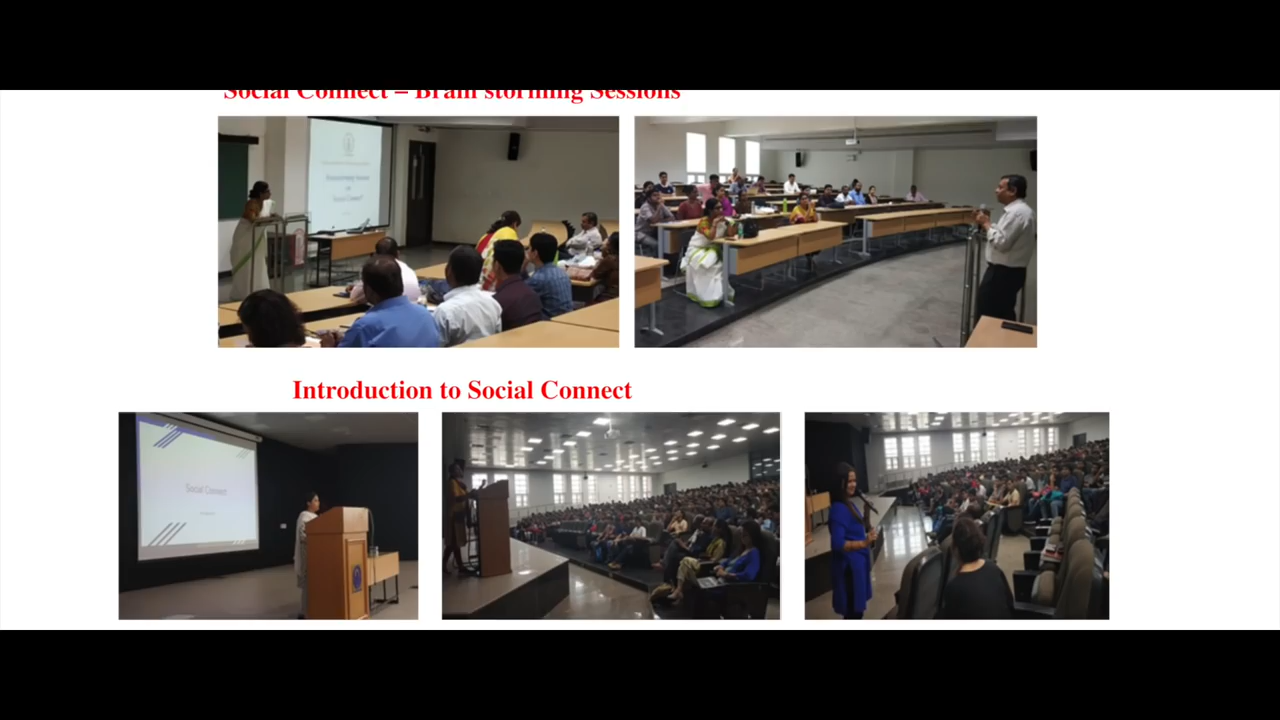 Social Connect – Brain storming Sessions
Introduction to Social Connect
Social Connect